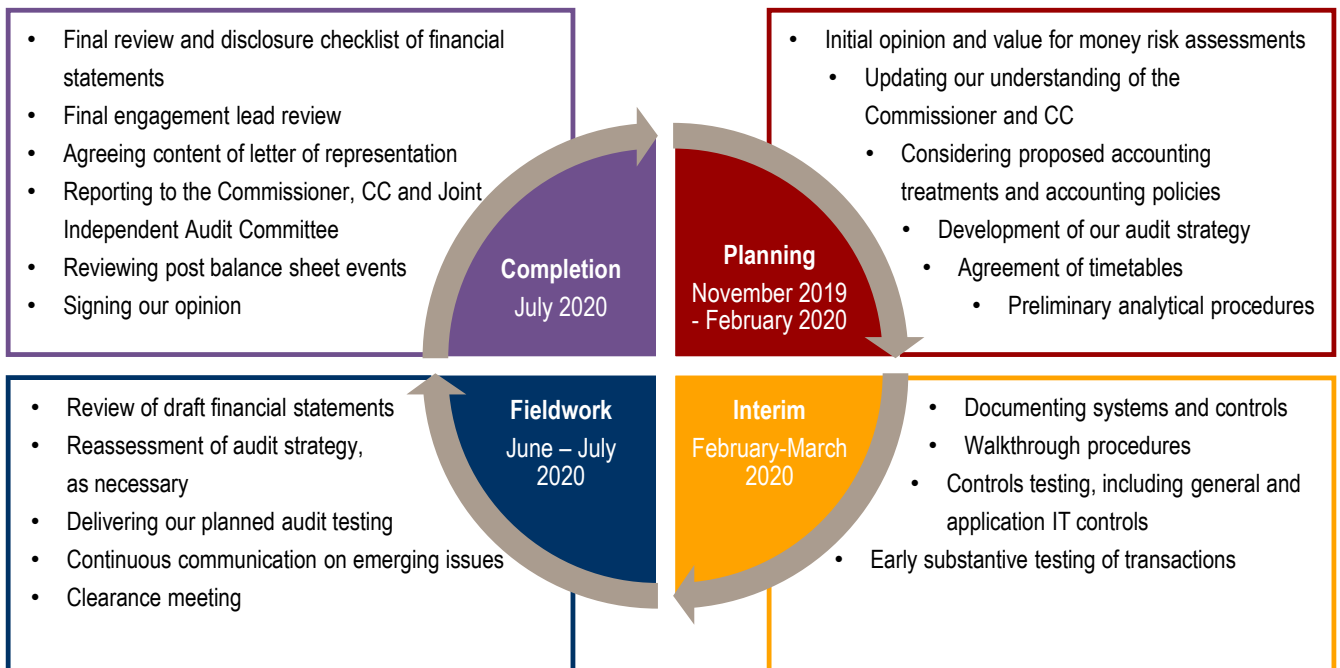 • Final review and disclosure checklist of financial
statements
• Final engagement lead review
• Agreeing content of letter of representation
• Reporting to the Commissioner, CC and Joint
Independent Audit Committee
• Reviewing post balance sheet events
• Signing our opinion
Completion
July 2020
• Initial opinion and value for money risk assessments
• Updating our understanding of the
Commissioner and CC
• Considering proposed accounting
treatments and accounting policies
• Development of our audit strategy
• Agreement of timetables
• Preliminary analytical procedures
Planning
November 2019
- February 2020
• Review of draft financial statements
• Reassessment of audit strategy,
as necessary
• Delivering our planned audit testing
• Continuous communication on emerging issues
• Clearance meeting
Fieldwork
June – July
2020
Interim
February-March
2020
• Documenting systems and controls
• Walkthrough procedures
• Controls testing, including general and
application IT controls
• Early substantive testing of transactions